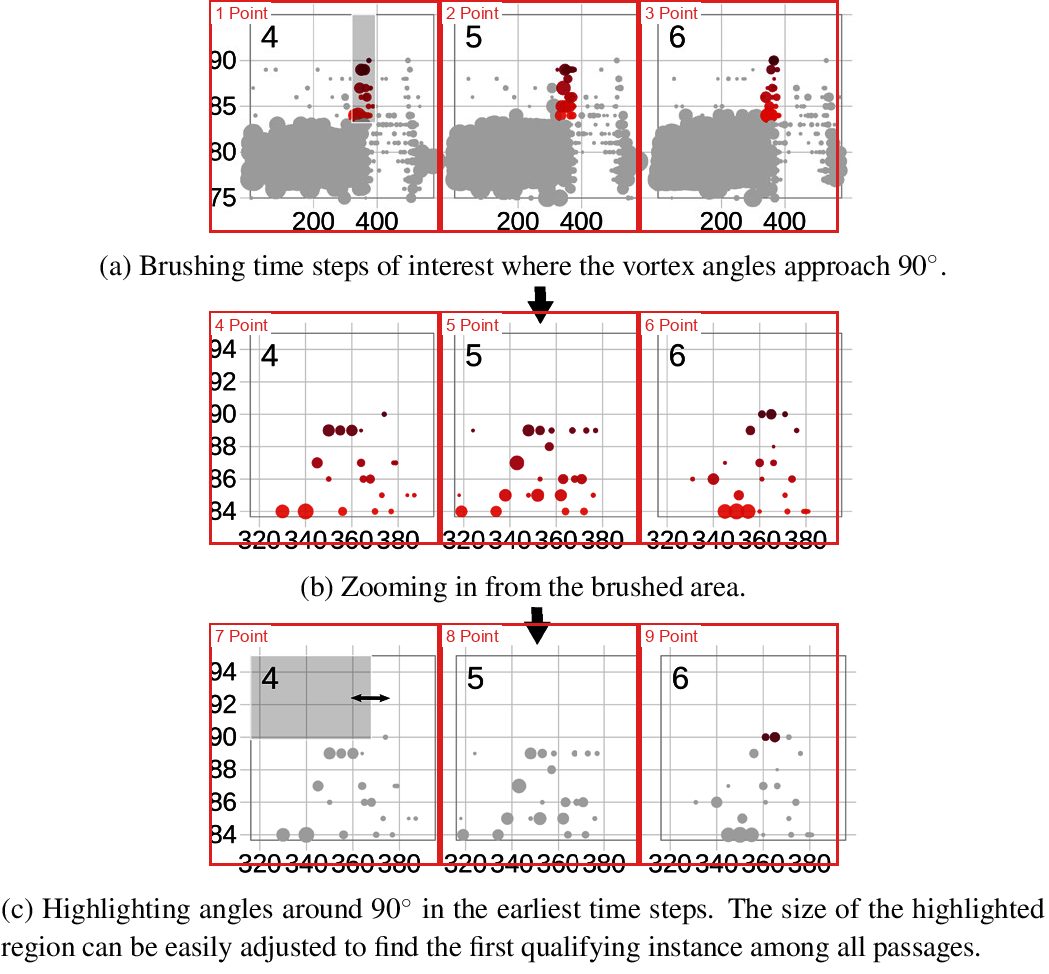 1 Point 2 Point 3 Point
4 5 6
90
85
80
75
200 400 200 400 200 400
(a) Brushing time steps of interest where the vortex angles approach 90°.
4 Point 5 Point 6 Point
94 4 5 6
92
90
88
86
84
320 340 360 380 320 340 360 380 320 340 360 380
(b) Zooming in from the brushed area.
7 Point 8 Point 9 Point
94 4 5 6
92
90
88
86
84
320 340 360 380 320 340 360 380 320 340 360 380
(c) Highlighting angles around 90° in the earliest time steps. The size of the highlighted
region can be easily adjusted to find the first qualifying instance among all passages.